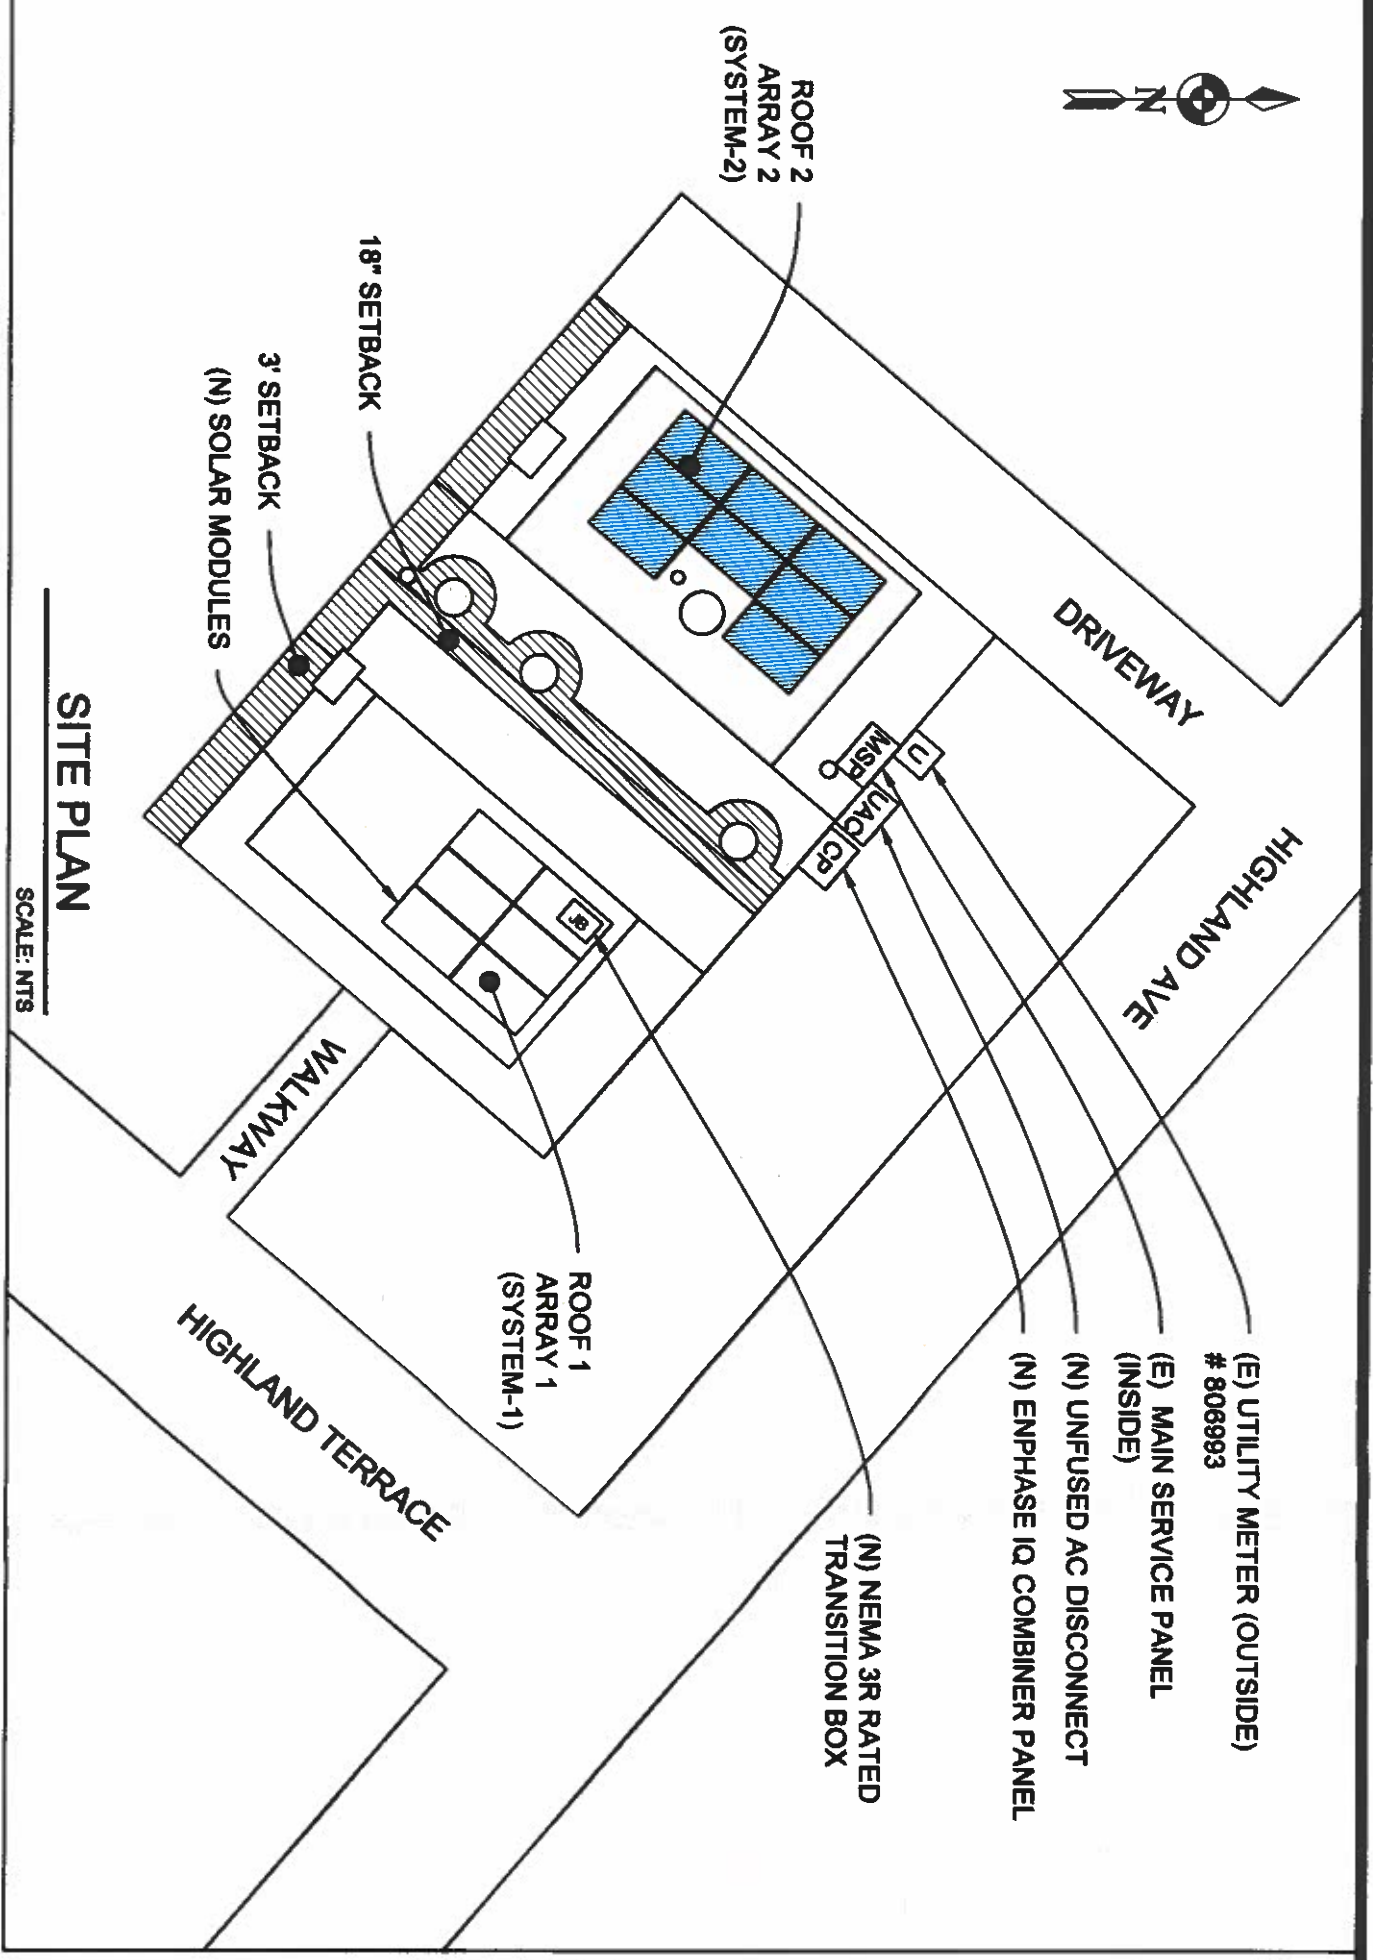 N
ROOF 2
ARRAY 2
(SYSTEM-2)
18" SETBACK
3' SETBACK
(N) SOLAR MODULES
DRIVEWAY
HIGHLAND AVE
U
MSP
UAC
CP
JB
(E) UTILITY METER (OUTSIDE)
# 806993
(E) MAIN SERVICE PANEL
(INSIDE)
(N) UNFUSED AC DISCONNECT
(N) ENPHASE IQ COMBINER PANEL
(N) NEMA 3R RATED
TRANSITION BOX
ROOF 1
ARRAY 1
(SYSTEM-1)
WALKWAY
HIGHLAND TERRACE
SITE PLAN
SCALE: NTS